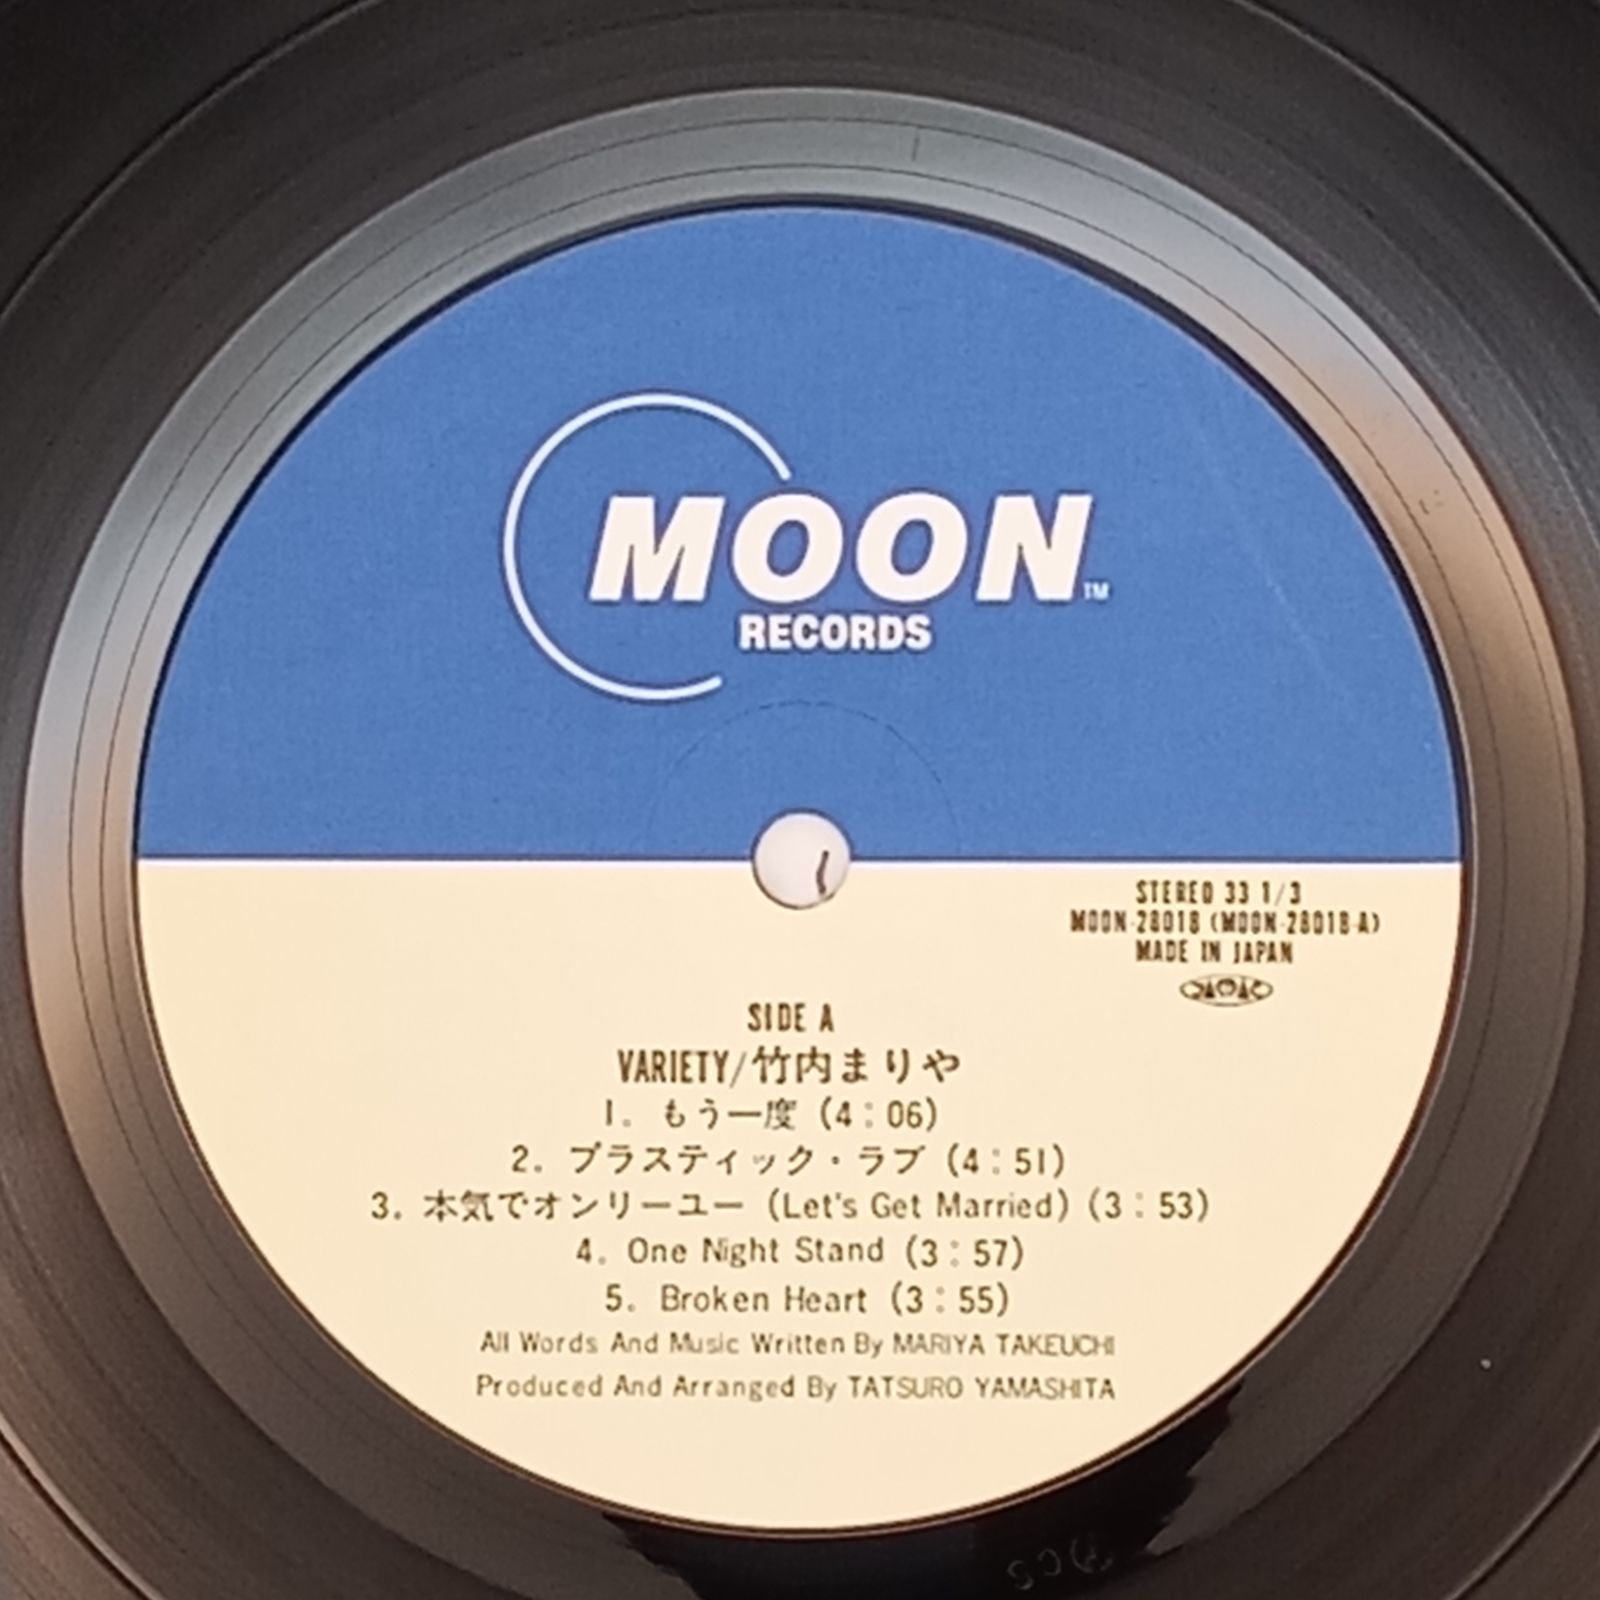 MOON™
RECORDS
STEREO 33 1/3
MOON-28018 (MOON-28018-A)
MADE IN JAPAN
SIDE A
VARIETY/竹内まりや
1. もう一度 (4:06)
2. プラスティック・ラブ (4:51)
3. 本気でオンリーユー (Let's Get Married) (3:53)
4. One Night Stand (3:57)
5. Broken Heart (3:55)
All Words And Music Written By MARIYA TAKEUCHI
Produced And Arranged By TATSURO YAMASHITA